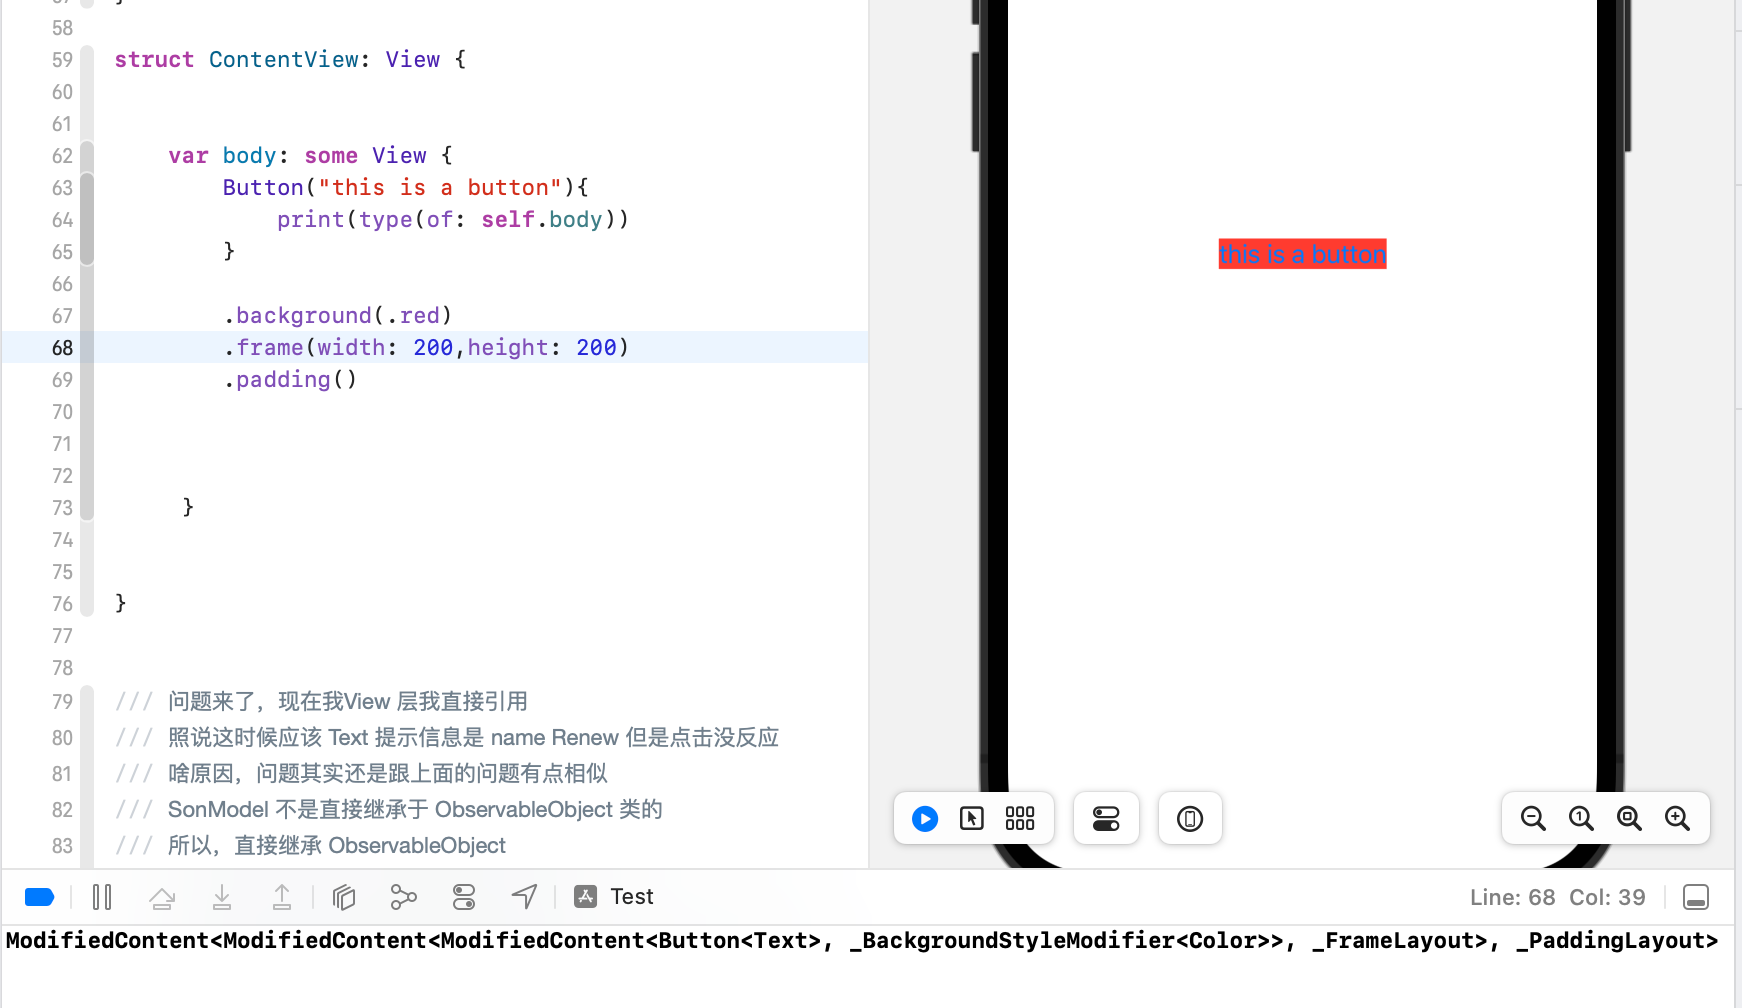 58
59 struct ContentView: View {
60
61
62 var body: some View {
63 Button("this is a button"){
64 print(type(of: self.body))
65 }
66
67 .background(.red)
68 .frame(width: 200,height: 200)
69 .padding()
70
71
72
73 }
74
75
76 }
77
78
79 /// 问题来了，现在我View 层我直接引用
80 /// 照说这时候应该 Text 提示信息是 name Renew 但是点击没反应
81 /// 啥原因，问题其实还是跟上面的问题有点相似
82 /// SonModel 不是直接继承于 ObservableObject 类的
83 /// 所以，直接继承 ObservableObject
this is a button
Test
Line: 68 Col: 39
ModifiedContent<ModifiedContent<ModifiedContent<Button<Text>, _BackgroundStyleModifier<Color>>, _FrameLayout>, _PaddingLayout>